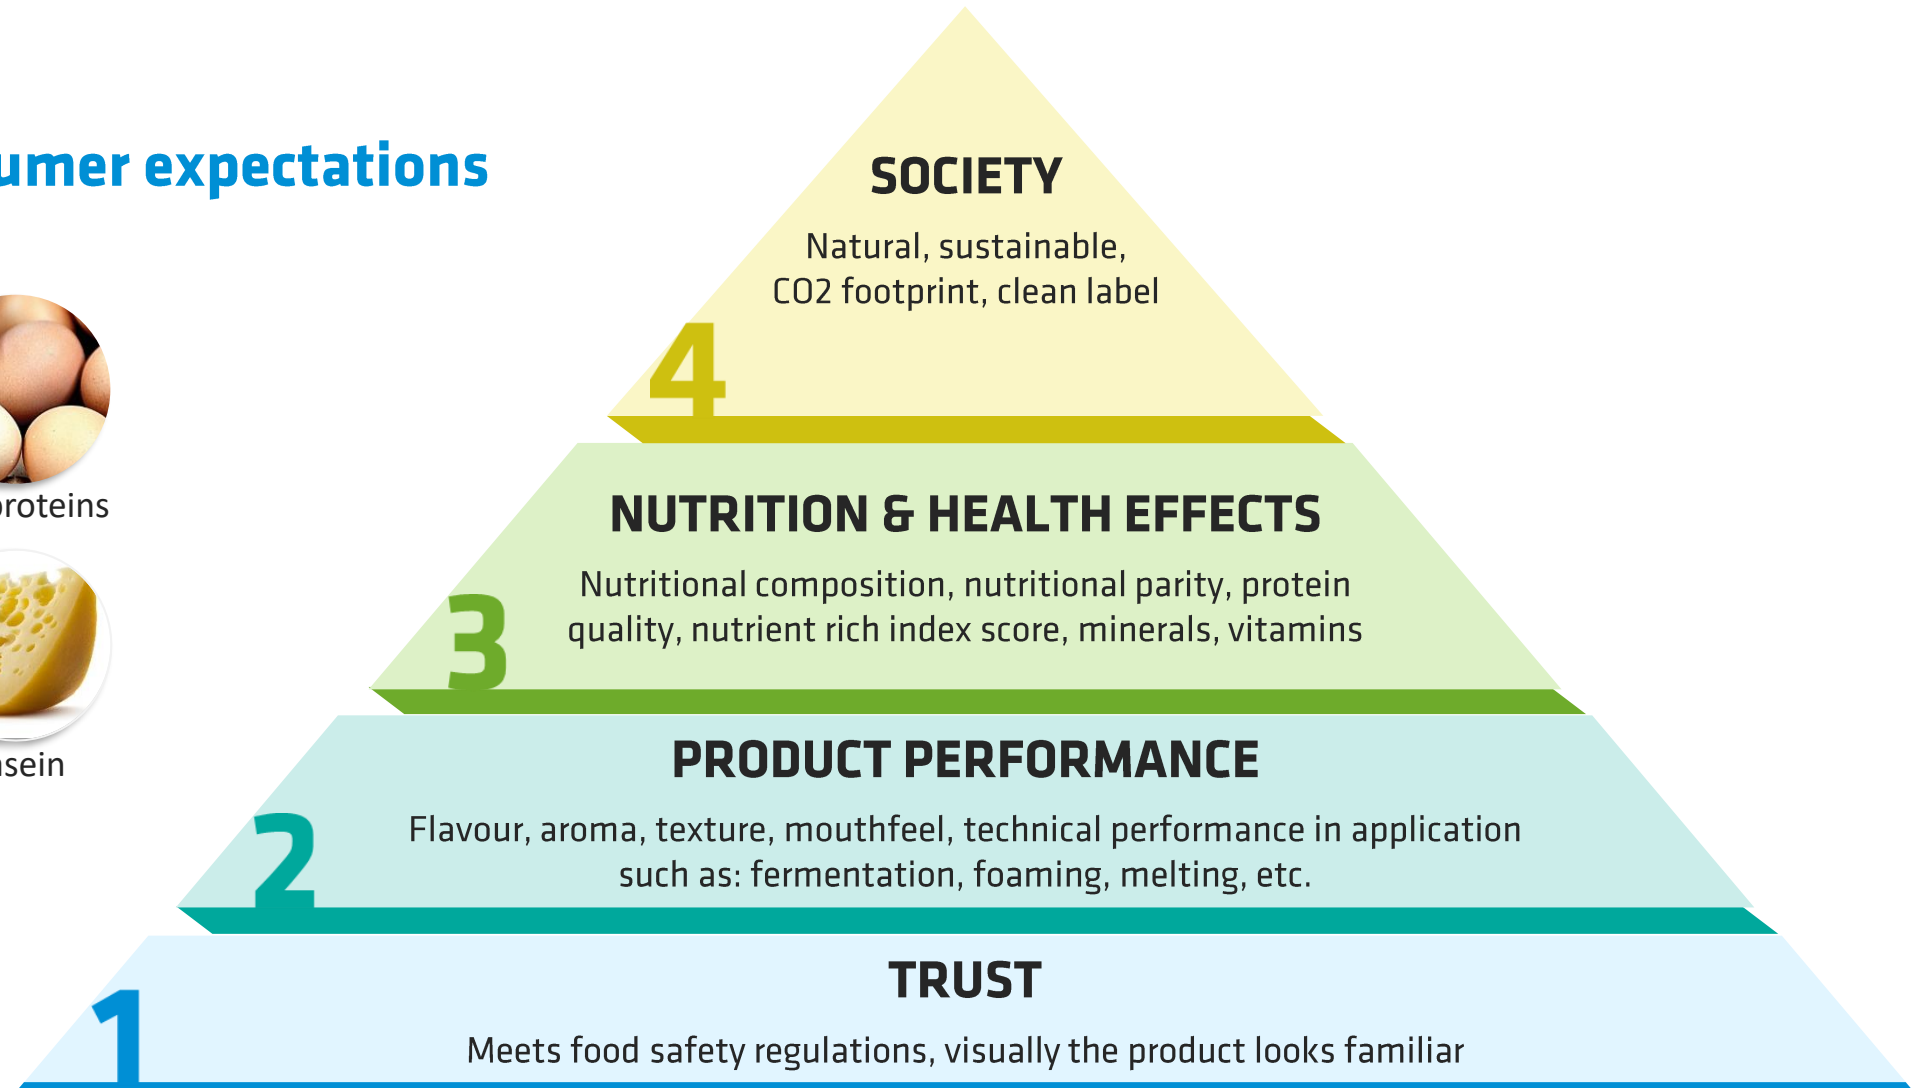 umer expectations
SOCIETY
Natural, sustainable,
CO2 footprint, clean label
4
NUTRITION & HEALTH EFFECTS
Nutritional composition, nutritional parity, protein
quality, nutrient rich index score, minerals, vitamins
3
PRODUCT PERFORMANCE
Flavour, aroma, texture, mouthfeel, technical performance in application
such as: fermentation, foaming, melting, etc.
2
TRUST
Meets food safety regulations, visually the product looks familiar
1
proteins
sein